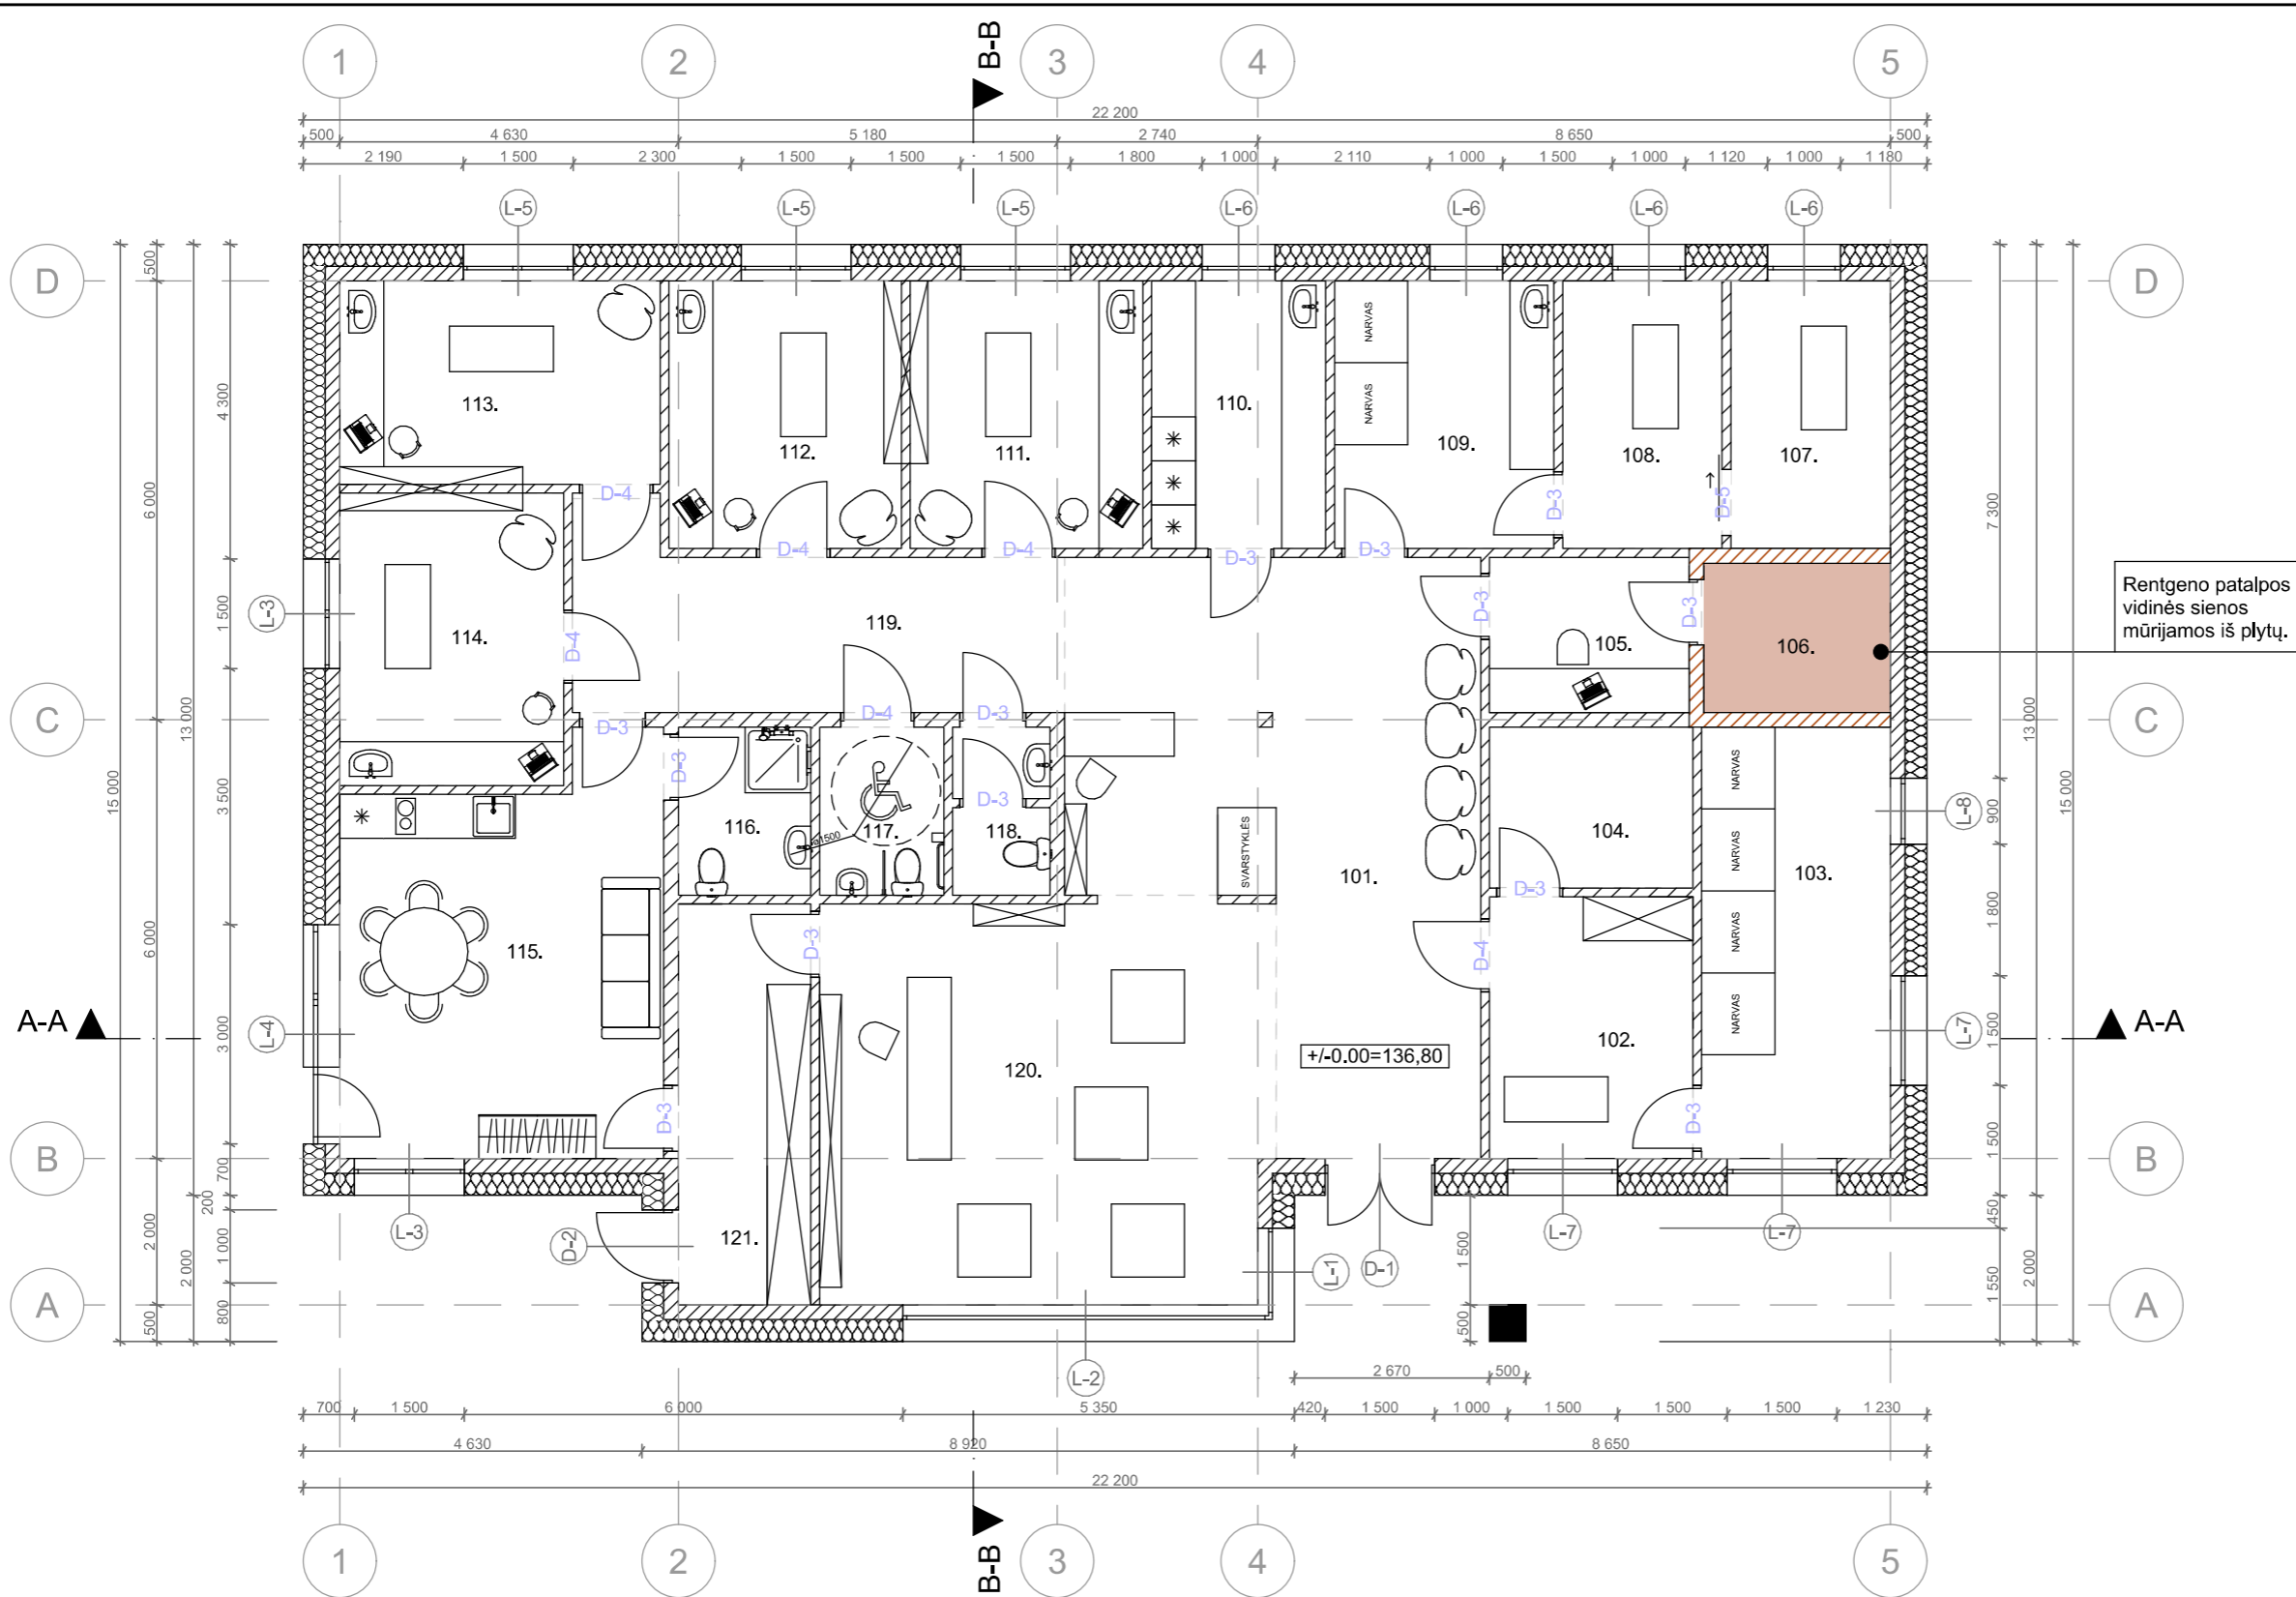 B-B
1 2 3 4 5
22 200
500 4 630 5 180 2 740 8 650 500
2 190 1 500 2 300 1 500 1 500 1 500 1 800 1 000 2 110 1 000 1 500 1 000 1 120 1 000 1 180
L-5 L-5 L-5 L-6 L-6 L-6 L-6
D D
500
4 300
6 000
13 000
15 000
1 500
3 500
6 000
3 000
700
200
2 000
2 000
1 000
800
500
7 300
13 000
15 000
900
1 800
1 500
1 500
450
2 000
1 550
NARVAS
NARVAS
113. 112. 111. 110. 109. 108. 107.
D-4 D-4 D-4 D-3 D-3 D-3 D-5
L-3
114. D-4 119. D-3 105. D-3 106.
Rentgeno patalpos
vidinės sienos
mūrijamos iš plytų.
C C
D-3 D-3 D-4 D-3 D-3
116. 117. 118. 104. 103.
ø1500
SVARSTYKLĖS
NARVAS
NARVAS
NARVAS
NARVAS
L-8
101.
D-3
115. D-3 D-4
A-A A-A
L-4 L-7
120. 102.
+/-0.00=136,80
D-3 D-3
B B
L-3 D-2 121. L-1 D-1 L-7 L-7
1 500
500
A A
L-2
2 670 500
700 1 500 6 000 5 350 420 1 500 1 000 1 500 1 500 1 500 1 230
4 630 8 920 8 650
22 200
1 2 3 4 5
B-B